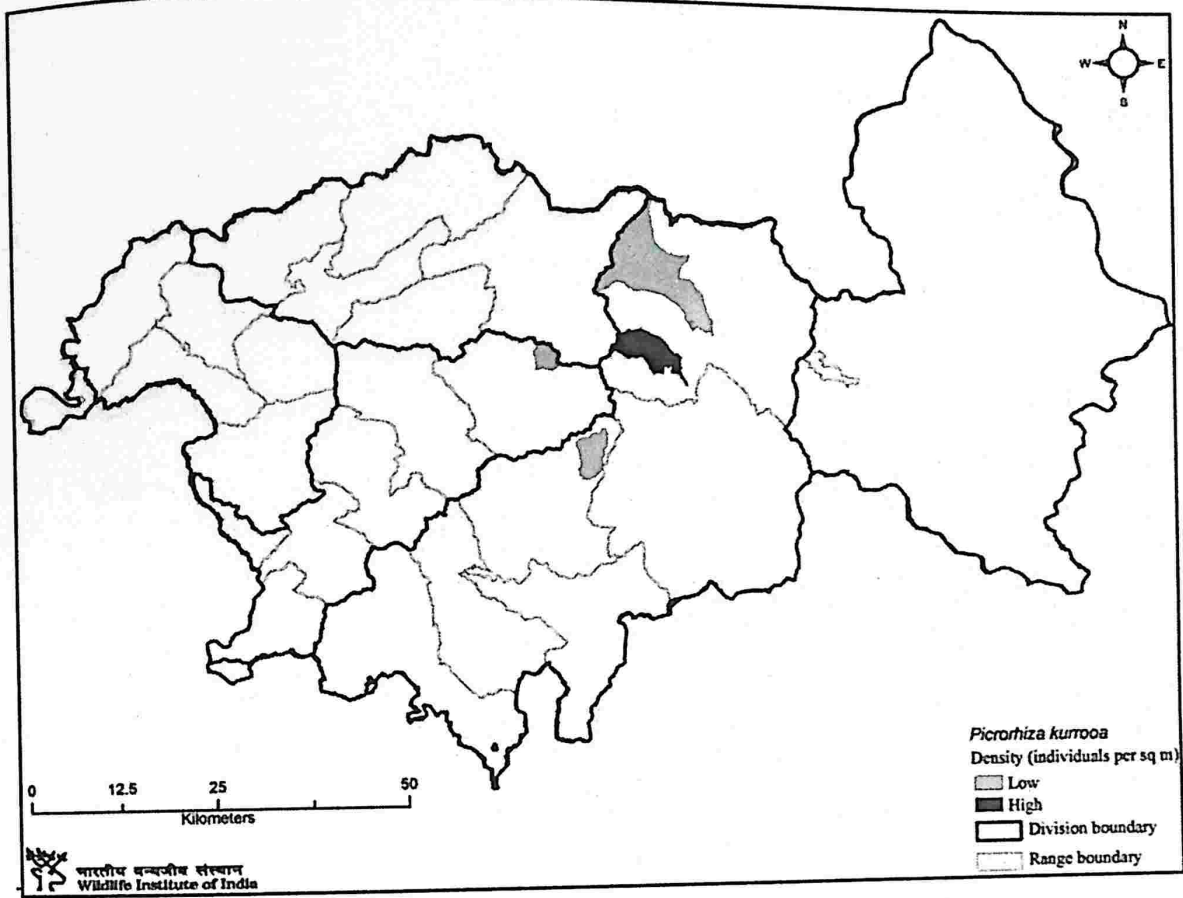 N
W E
S
Picrorhiza kurrooa
Density (individuals per sq m)
Low
High
Division boundary
Range boundary
0 12.5 25 50
Kilometers
भारतीय वन्यजीव संस्थान
Wildlife Institute of India